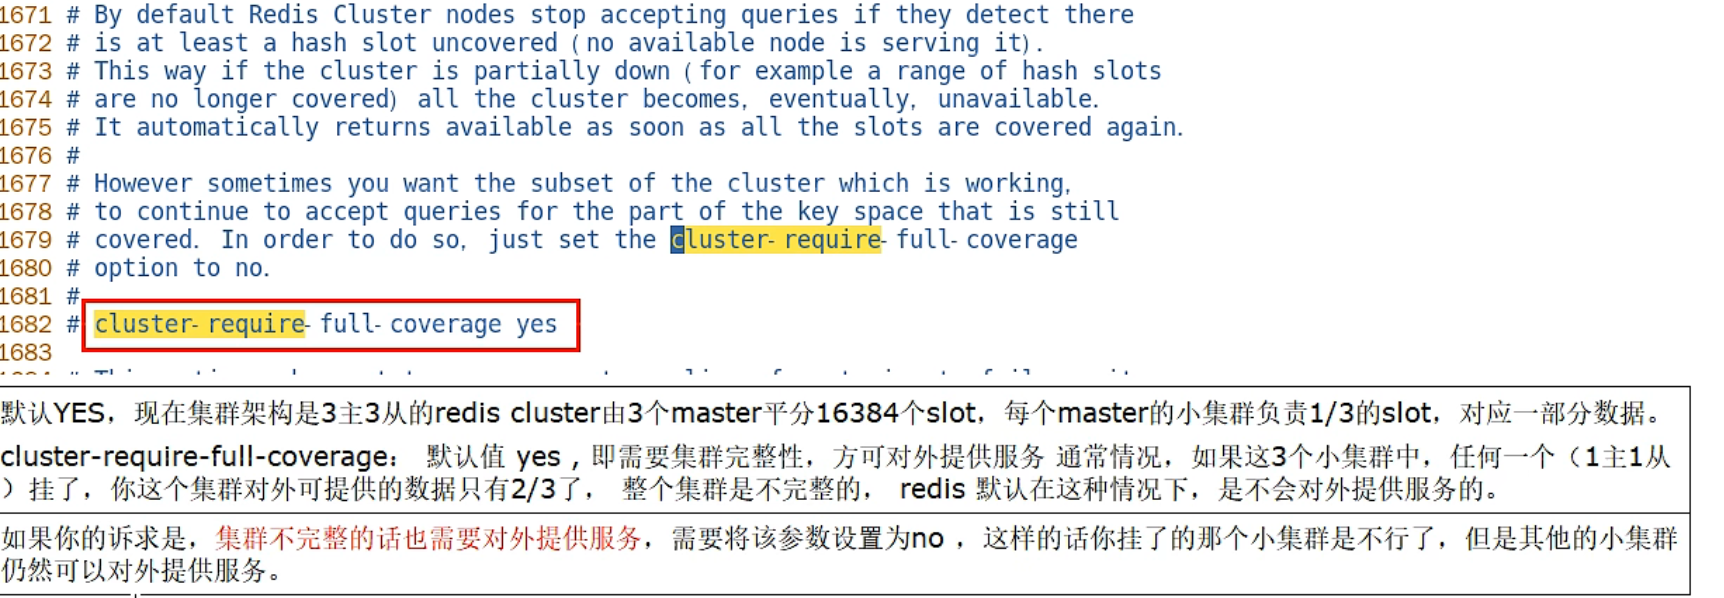 1671 # By default Redis Cluster nodes stop accepting queries if they detect there
1672 # is at least a hash slot uncovered (no available node is serving it).
1673 # This way if the cluster is partially down (for example a range of hash slots
1674 # are no longer covered) all the cluster becomes, eventually, unavailable.
1675 # It automatically returns available as soon as all the slots are covered again.
1676 #
1677 # However sometimes you want the subset of the cluster which is working,
1678 # to continue to accept queries for the part of the key space that is still
1679 # covered. In order to do so, just set the cluster-require-full-coverage
1680 # option to no.
1681 #
1682 # cluster-require-full-coverage yes
1683
默认YES，现在集群架构是3主3从的redis cluster由3个master平分16384个slot，每个master的小集群负责1/3的slot，对应一部分数据。
cluster-require-full-coverage： 默认值 yes , 即需要集群完整性，方可对外提供服务 通常情况，如果这3个小集群中，任何一个（1主1从
）挂了，你这个集群对外可提供的数据只有2/3了， 整个集群是不完整的， redis 默认在这种情况下，是不会对外提供服务的。
如果你的诉求是，集群不完整的话也需要对外提供服务，需要将该参数设置为no ，这样的话你挂了的那个小集群是不行了，但是其他的小集群
仍然可以对外提供服务。